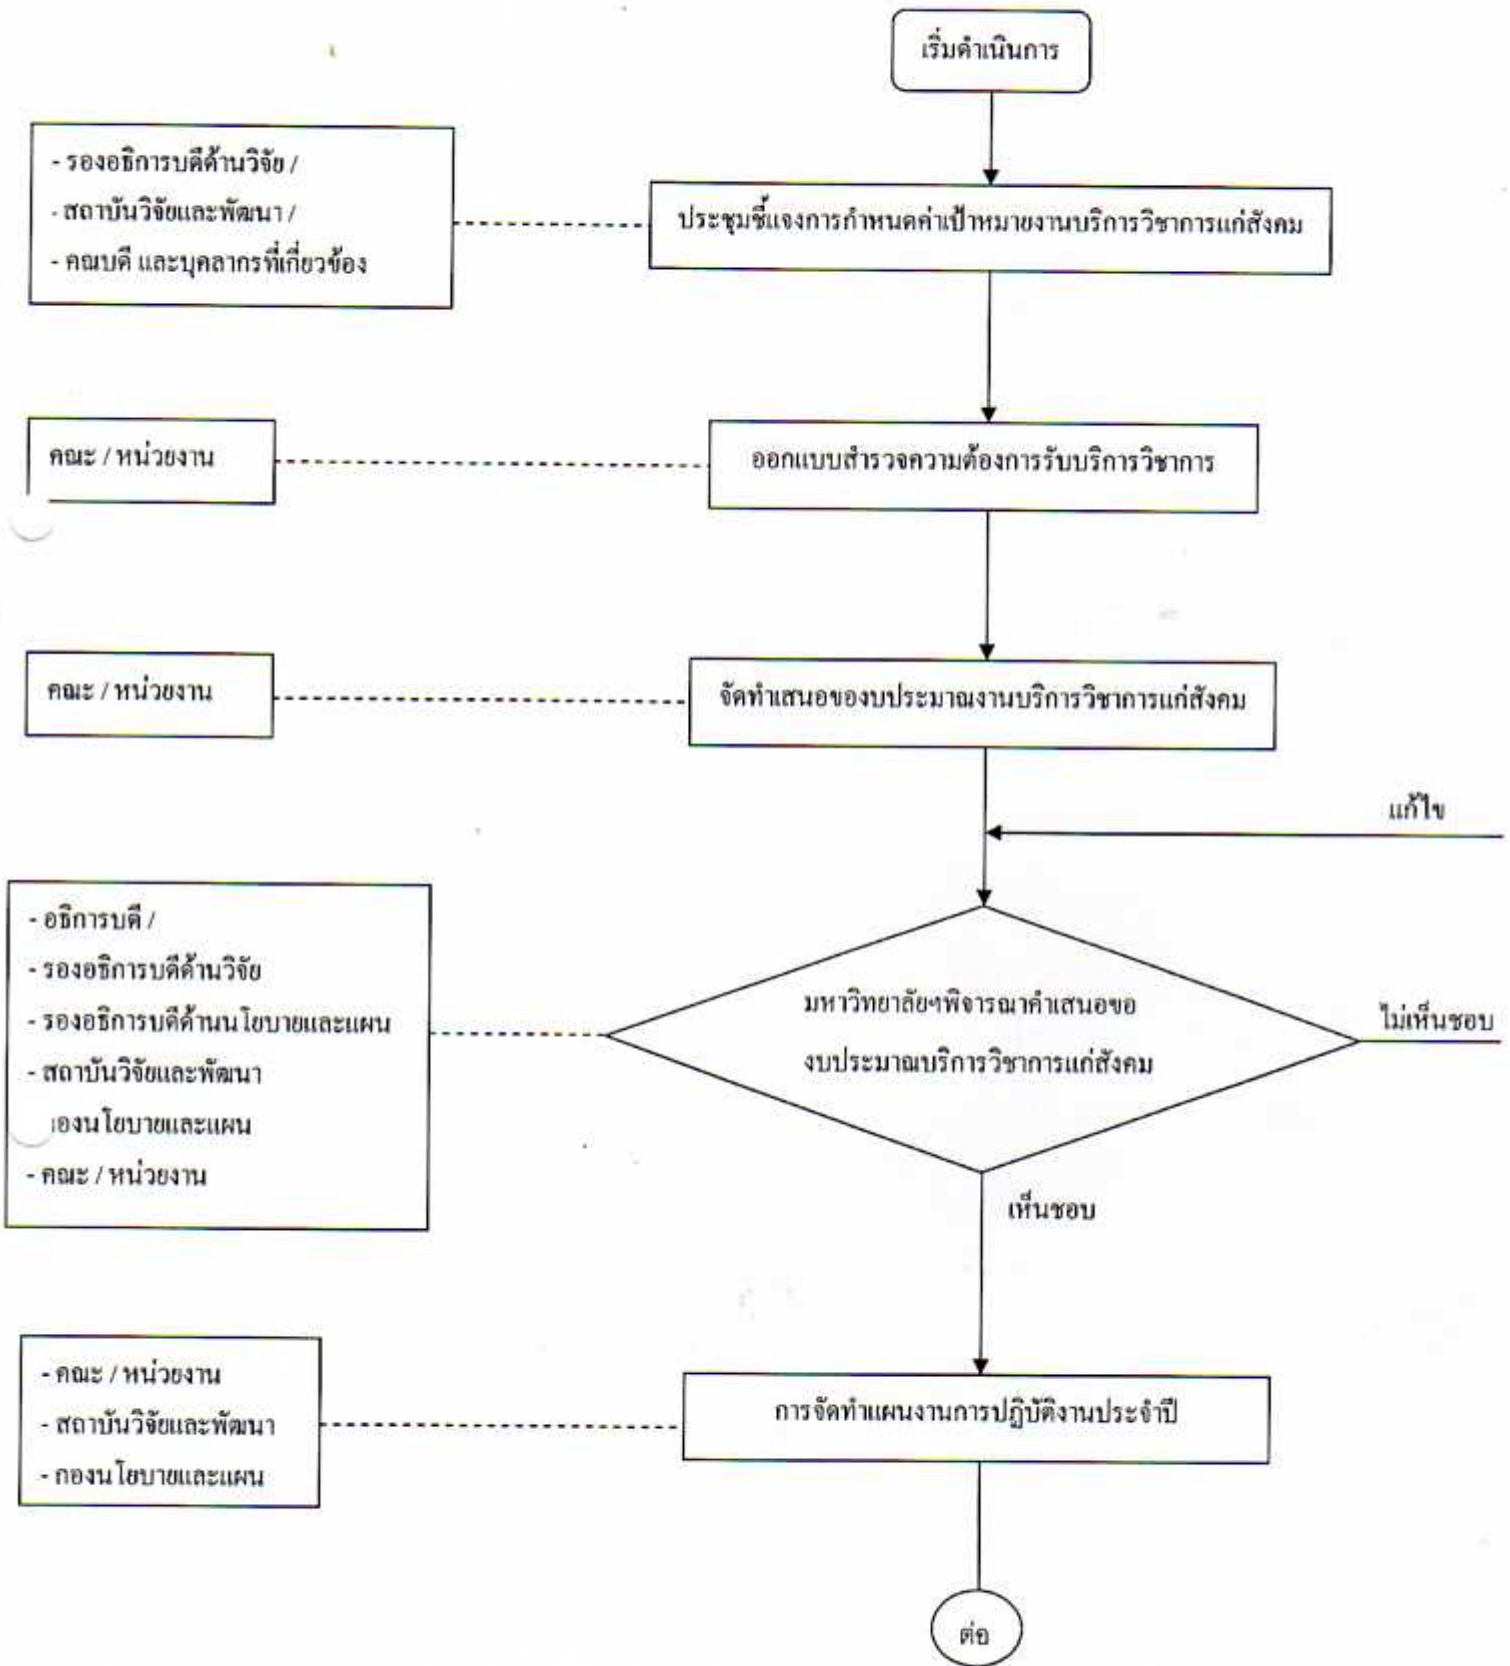 เริ่มดำเนินการ
- รองอธิการบดีด้านวิจัย /
- สถาบันวิจัยและพัฒนา /
- คณบดี และบุคลากรที่เกี่ยวข้อง
ประชุมชี้แจงการกำหนดค่าเป้าหมายงานบริการวิชาการแก่สังคม
คณะ / หน่วยงาน
ออกแบบสำรวจความต้องการรับบริการวิชาการ
คณะ / หน่วยงาน
จัดทำเสนอของบประมาณงานบริการวิชาการแก่สังคม
แก้ไข
- อธิการบดี /
- รองอธิการบดีด้านวิจัย
- รองอธิการบดีด้านนโยบายและแผน
- สถาบันวิจัยและพัฒนา
กองนโยบายและแผน
- คณะ / หน่วยงาน
มหาวิทยาลัยฯพิจารณาคำเสนอขอ
งบประมาณบริการวิชาการแก่สังคม
ไม่เห็นชอบ
เห็นชอบ
- คณะ / หน่วยงาน
- สถาบันวิจัยและพัฒนา
- กองนโยบายและแผน
การจัดทำแผนงานการปฏิบัติงานประจำปี
ต่อ